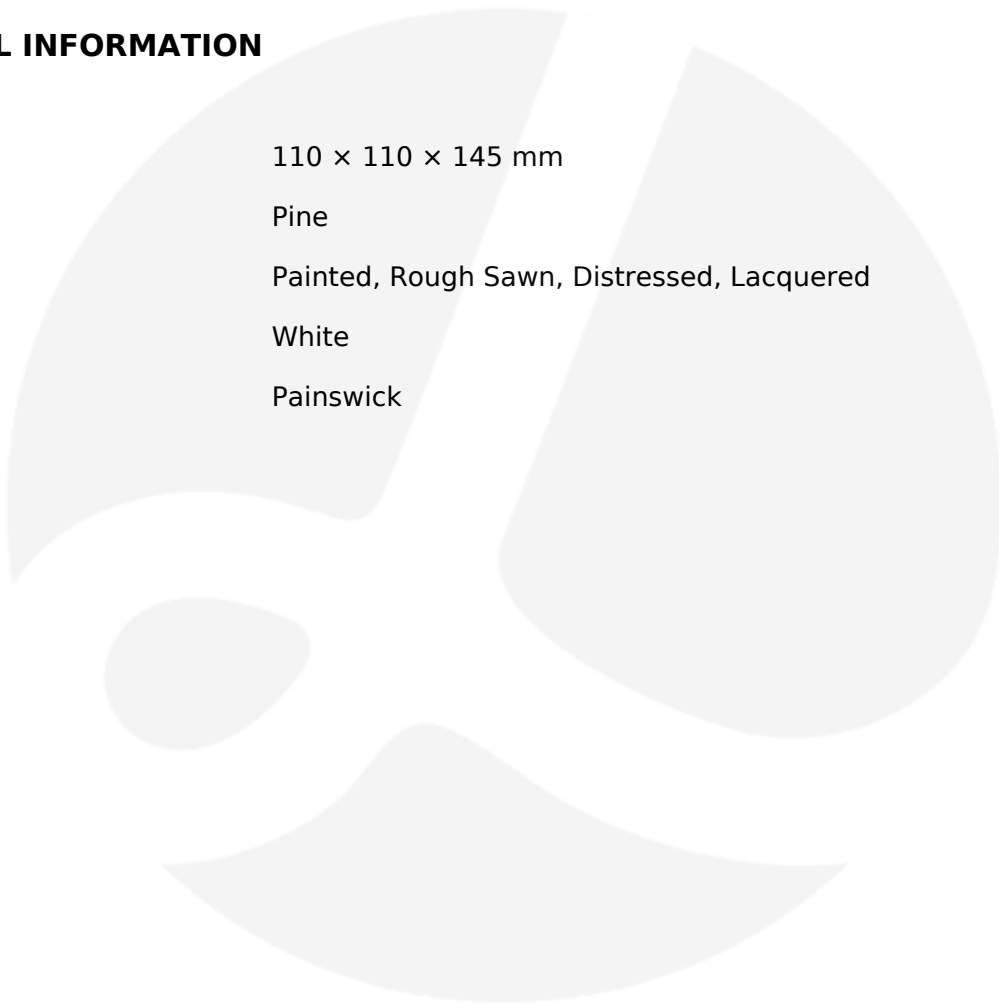 L INFORMATION
110 × 110 × 145 mm
Pine
Painted, Rough Sawn, Distressed, Lacquered
White
Painswick